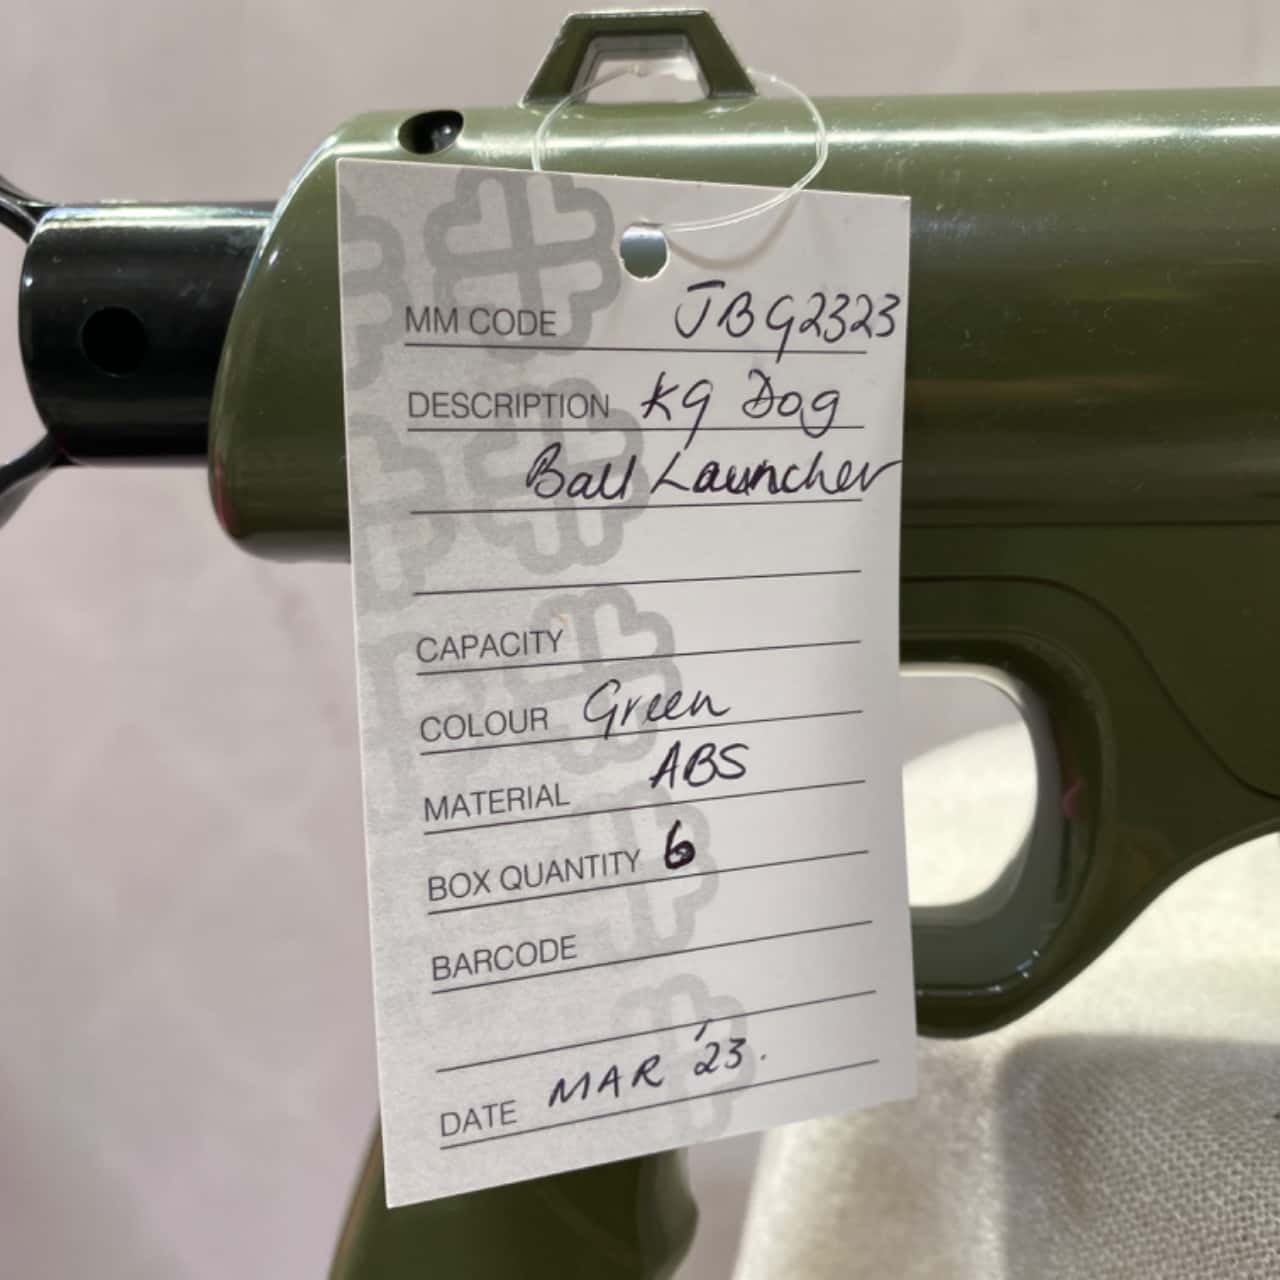 MM CODE JBG2323
DESCRIPTION K9 Dog
Ball Launcher
CAPACITY
COLOUR Green
MATERIAL ABS
BOX QUANTITY 6
BARCODE
DATE MAR '23.